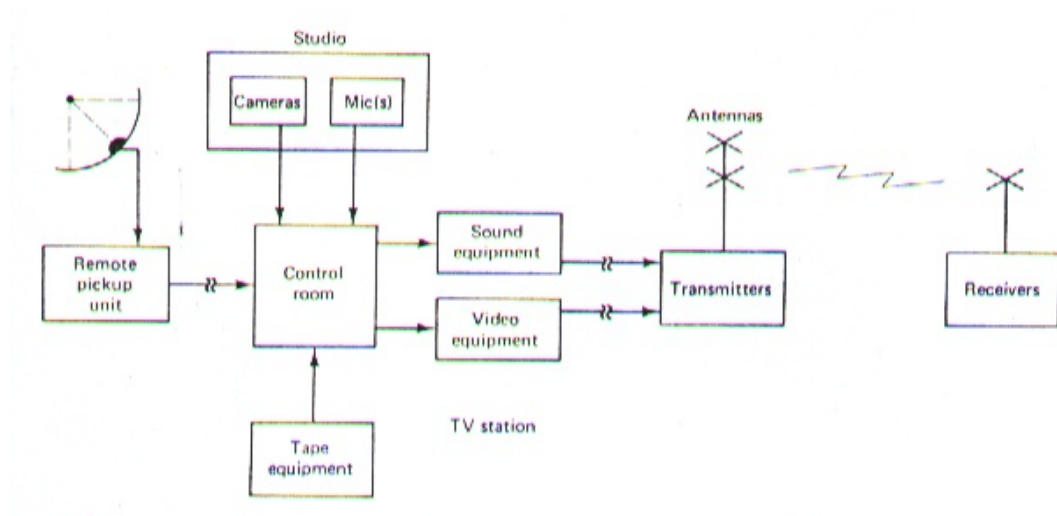 Studio
Cameras
Mic(s)
Antennas
Remote
pickup
unit
Control
room
Sound
equipment
Video
equipment
Transmitters
Receivers
Tape
equipment
TV station